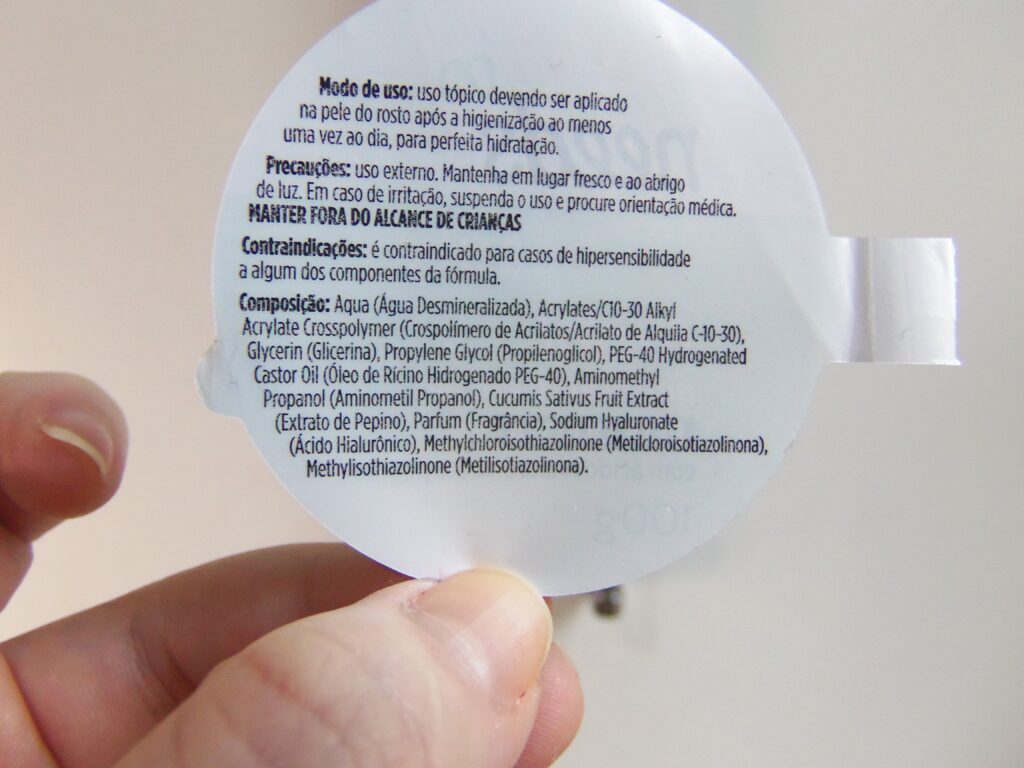 Modo de uso: uso tópico devendo ser aplicado
na pele do rosto após a higienização ao menos
uma vez ao dia, para perfeita hidratação.
Precauções: uso externo. Mantenha em lugar fresco e ao abrigo
de luz. Em caso de irritação, suspenda o uso e procure orientação médica.
MANTER FORA DO ALCANCE DE CRIANÇAS
Contraindicações: é contraindicado para casos de hipersensibilidade
a algum dos componentes da fórmula.
Composição: Aqua (Água Desmineralizada), Acrylates/C10-30 Alkyl
Acrylate Crosspolymer (Crospolímero de Acrilatos/Acrilato de Alquila C-10-30),
Glycerin (Glicerina), Propylene Glycol (Propilenoglicol), PEG-40 Hydrogenated
Castor Oil (Óleo de Rícino Hidrogenado PEG-40), Aminomethyl
Propanol (Aminometil Propanol), Cucumis Sativus Fruit Extract
(Extrato de Pepino), Parfum (Fragrância), Sodium Hyaluronate
(Ácido Hialurônico), Methylchloroisothiazolinone (Metilcloroisotiazolinona),
Methylisothiazolinone (Metilisotiazolinona).
100g